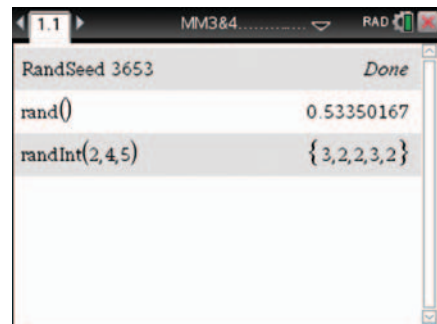 1.1 MM3&4............. RAD
RandSeed 3653 Done
rand() 0.53350167
randInt(2,4,5) {3,2,2,3,2}